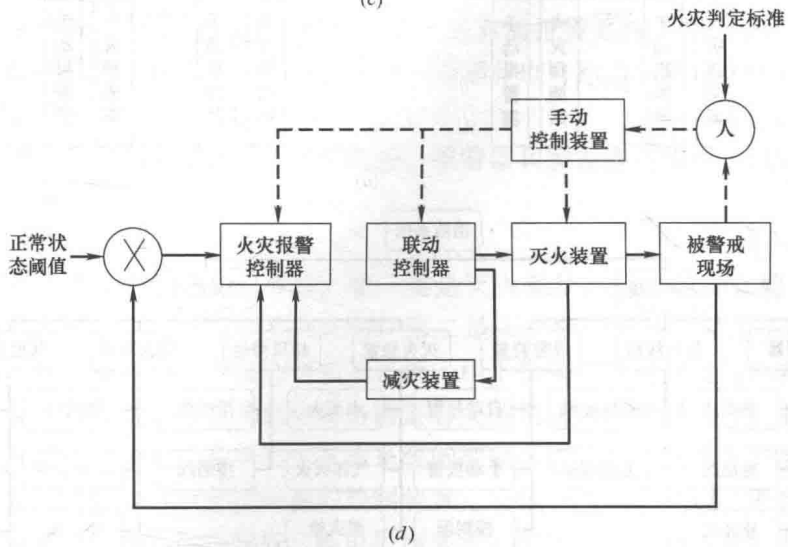 (c)
火灾判定标准
手动
控制装置
人
正常状
态阈值
火灾报警
控制器
联动
控制器
灭火装置
被警戒
现场
减灾装置
(d)